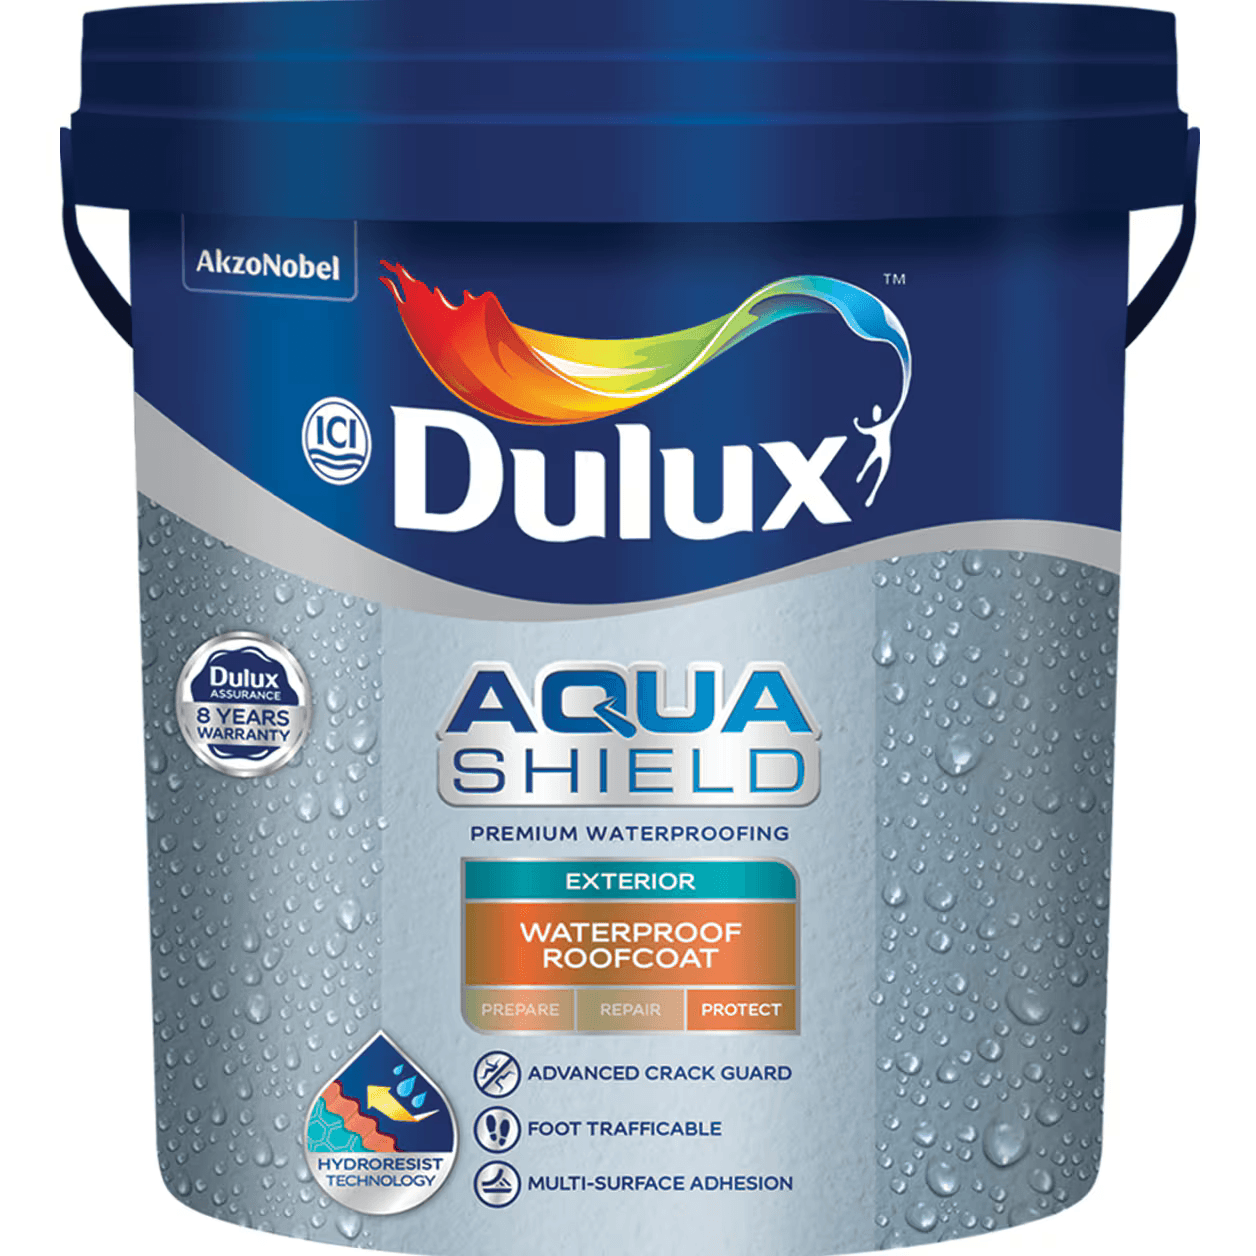 AkzoNobel
TM
ICI
Dulux
Dulux
ASSURANCE
8 YEARS
WARRANTY
AQUA
SHIELD
PREMIUM WATERPROOFING
EXTERIOR
WATERPROOF
ROOFCOAT
PREPARE REPAIR PROTECT
ADVANCED CRACK GUARD
FOOT TRAFFICABLE
MULTI-SURFACE ADHESION
HYDRORESIST
TECHNOLOGY